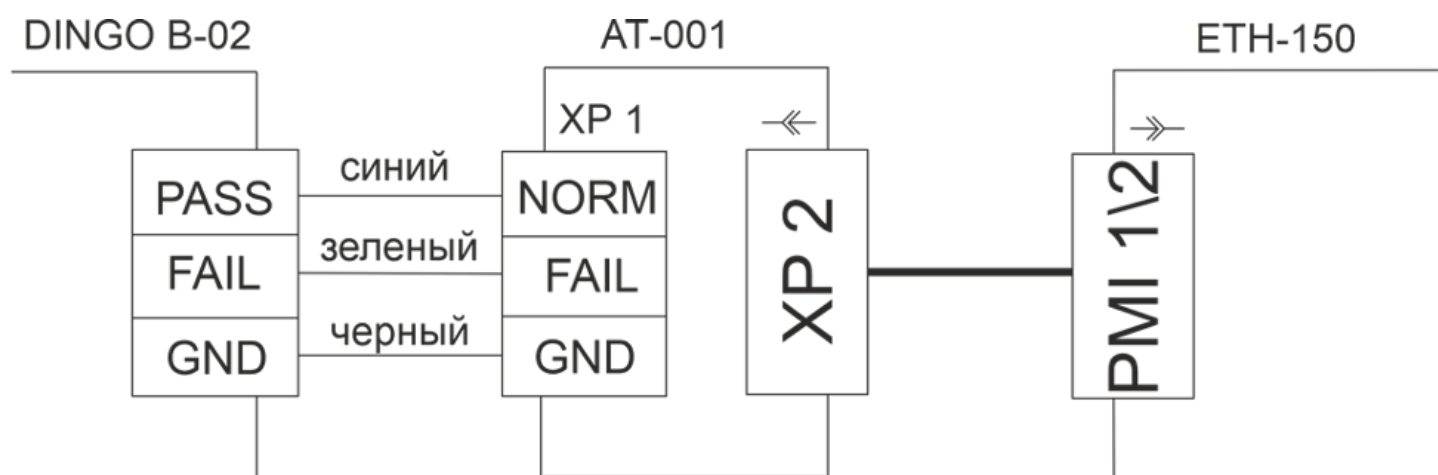 DINGO B-02
AT-001
ETH-150
XP 1
PASS
синий
NORM
FAIL
зеленый
FAIL
GND
черный
GND
XP 2
PMI 1\2